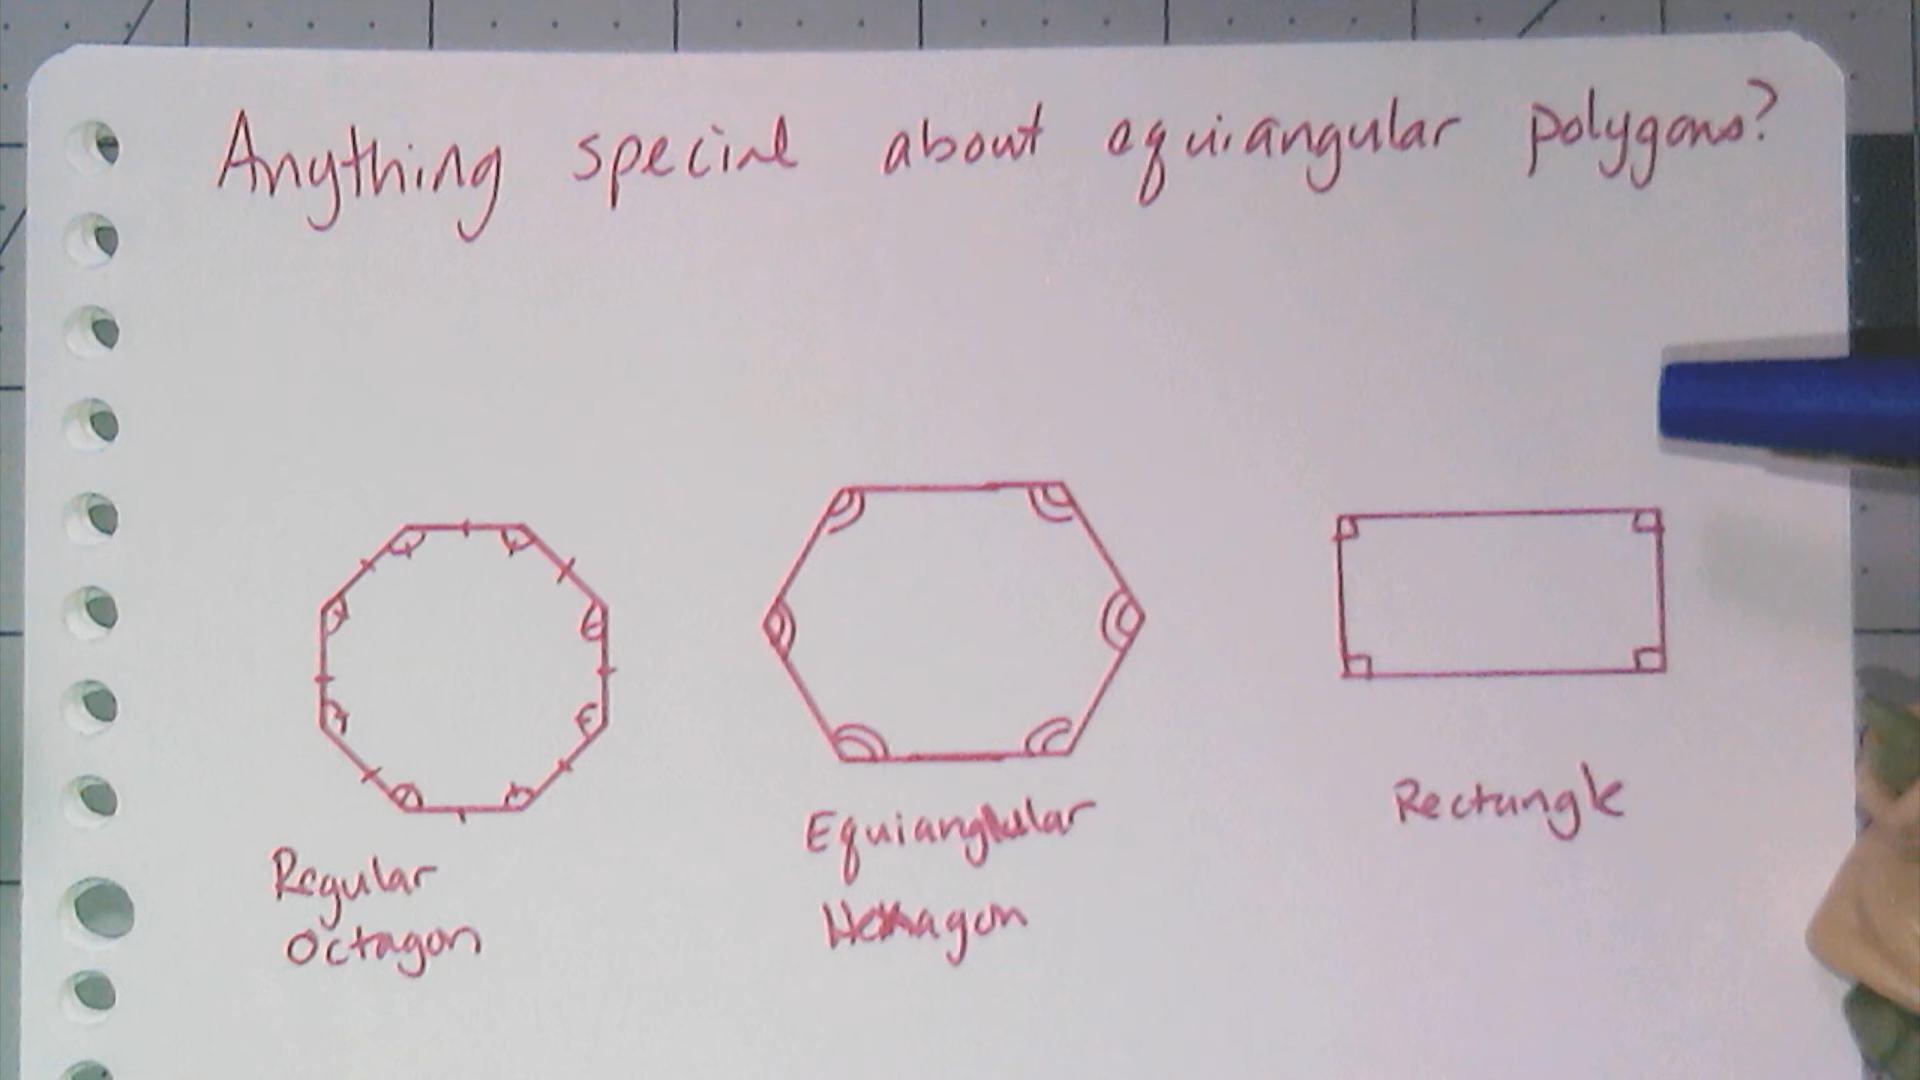 Anything special about equiangular polygons?
Regular
Octagon
Equiangular
Hexagon
Rectangle